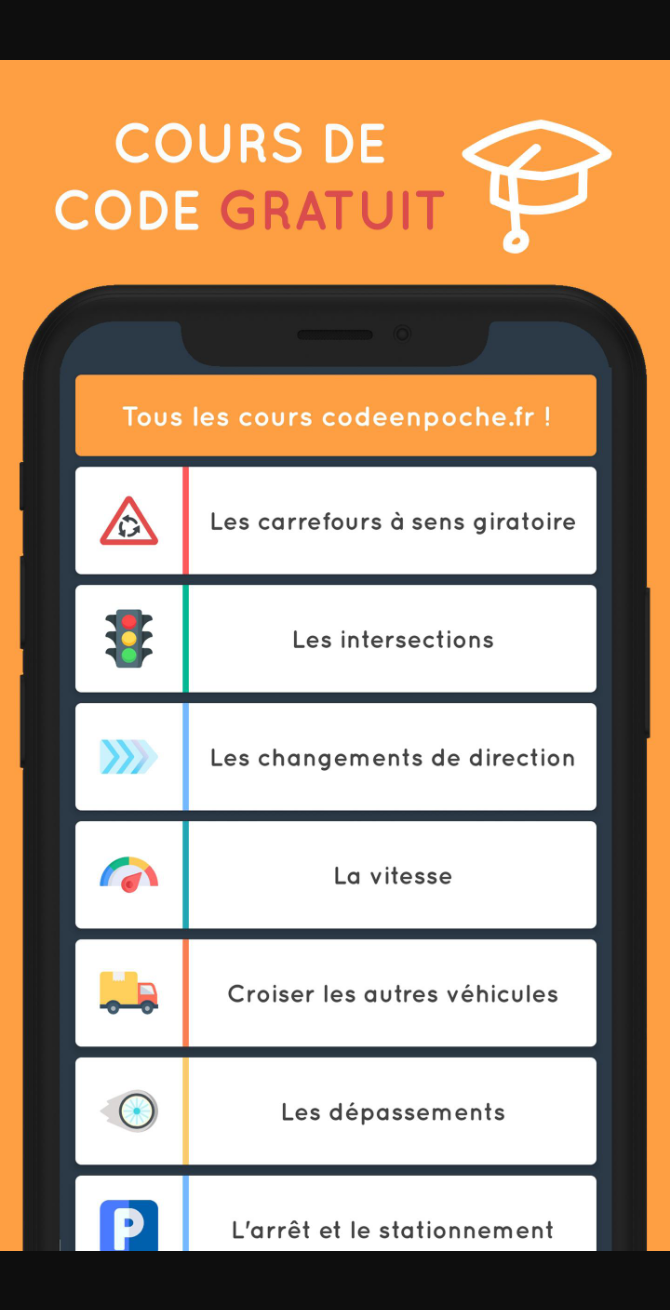 COURS DE
CODE GRATUIT
Tous les cours codeenpoche.fr !
Les carrefours à sens giratoire
Les intersections
Les changements de direction
La vitesse
Croiser les autres véhicules
Les dépassements
P
L'arrêt et le stationnement